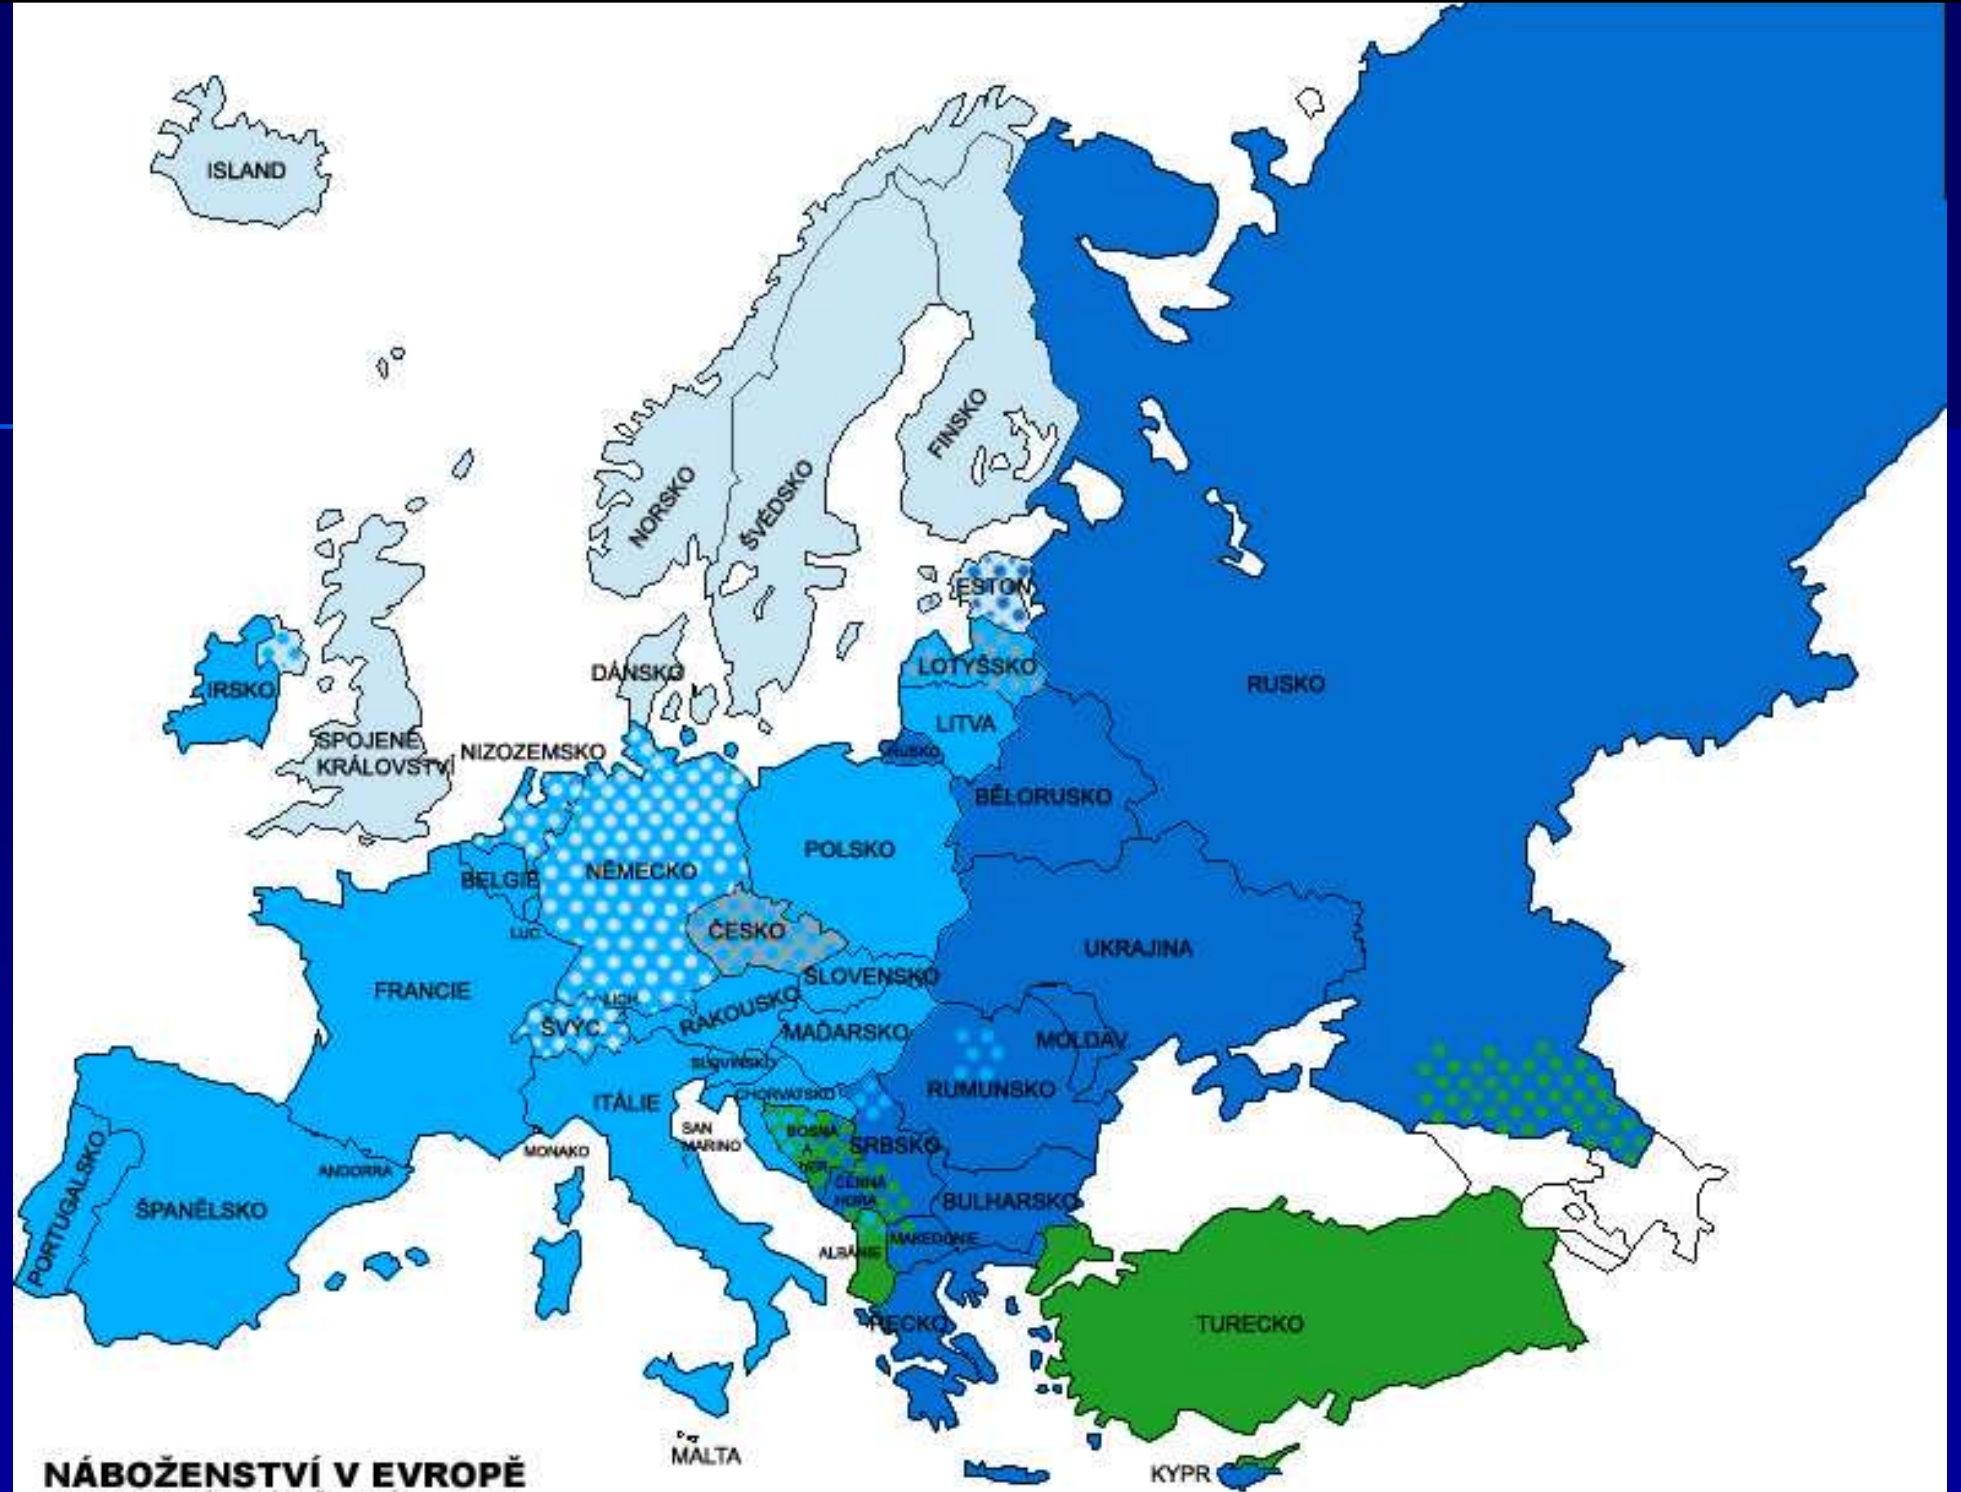 ISLAND
FINSKO
NORSKO
ŠVÉDSKO
ESTON
DÁNSKO
LOTYŠSKO
IRSKO
RUSKO
LITVA
SPOJENÉ
KRÁLOVSTVÍ
NIZOZEMSKO
RUSKO
BĚLORUSKO
POLSKO
NĚMECKO
BELGIE
LUC.
ČESKO
UKRAJINA
SLOVENSKO
FRANCIE
LICH.
RAKOUSKO
ŠVÝC.
MAĎARSKO
MOLDAV.
SLOVINSKO
RUMUNSKO
CHORVATSKO
ITÁLIE
SAN
MARINO
BOSNA
A
HER.
SRBSKO
MONAKO
ANDORRA
PORTUGALSKO
ŠPANĚLSKO
ČERNÁ
HORA
BULHARSKO
MAKEDONIE
ALBÁNIE
ŘECKO
TURECKO
MALTA
KYPR
NÁBOŽENSTVÍ V EVROPĚ